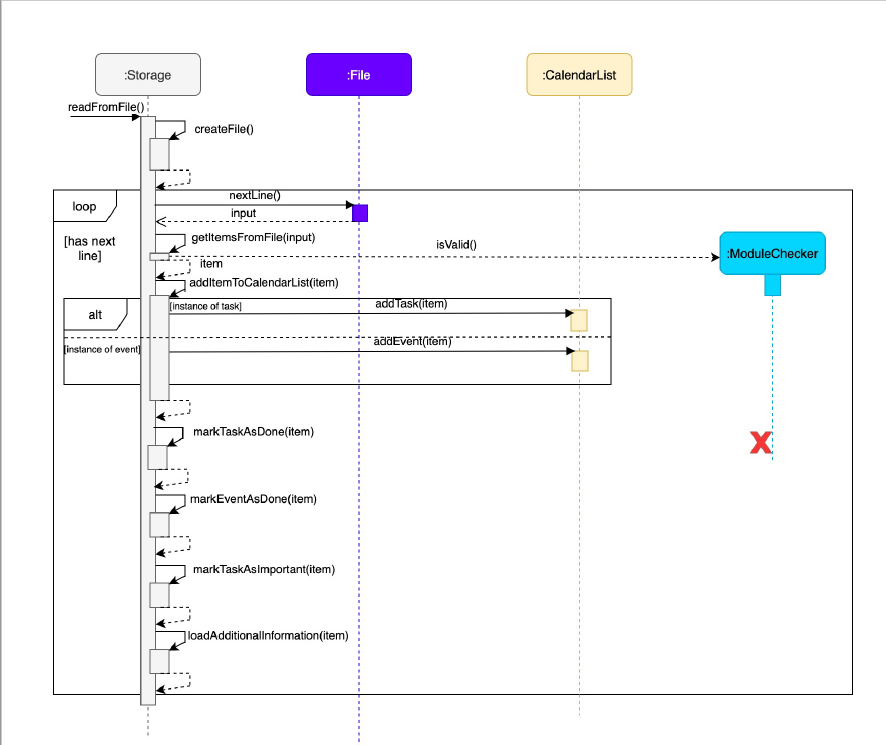 :Storage
:File
:CalendarList
readFromFile()
createFile()
loop
nextLine()
input
[has next
line]
getItemsFromFile(input)
isValid()
:ModuleChecker
item
addItemToCalendarList(item)
alt
[instance of task]
addTask(item)
[instance of event]
addEvent(item)
markTaskAsDone(item)
X
markEventAsDone(item)
markTaskAsImportant(item)
loadAdditionalInformation(item)